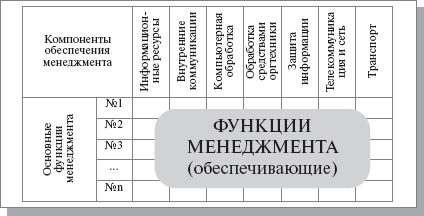 Компоненты
обеспечения
менеджмента
Информацион-
ные ресурсы
Внутренние
коммуникации
Компьютерная
обработка
Обработка
средствами
оргтехники
Защита
информации
Телекоммуника
ция и сеть
Транспорт
Основные
функции
менеджмента
№1
№2
№3
...
№n
ФУНКЦИИ
МЕНЕДЖМЕНТА
(обеспечивающие)